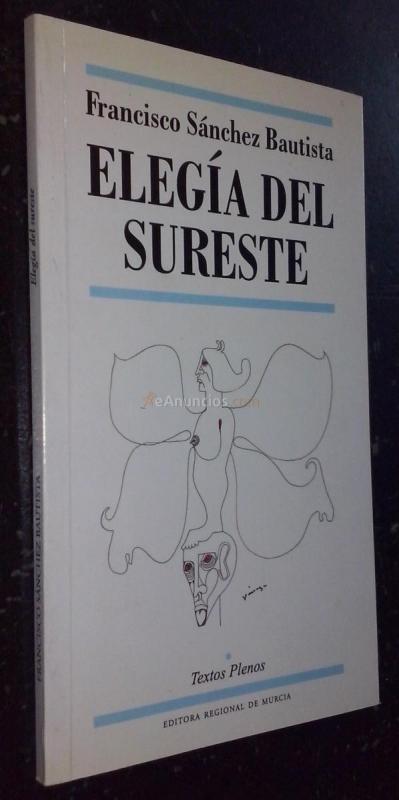 Francisco Sánchez Bautista
ELEGÍA DEL
SURESTE
eAnuncios.com
Textos Plenos
EDITORA REGIONAL DE MURCIA
Elegía del sureste
FRANCISCO SÁNCHEZ BAUTISTA